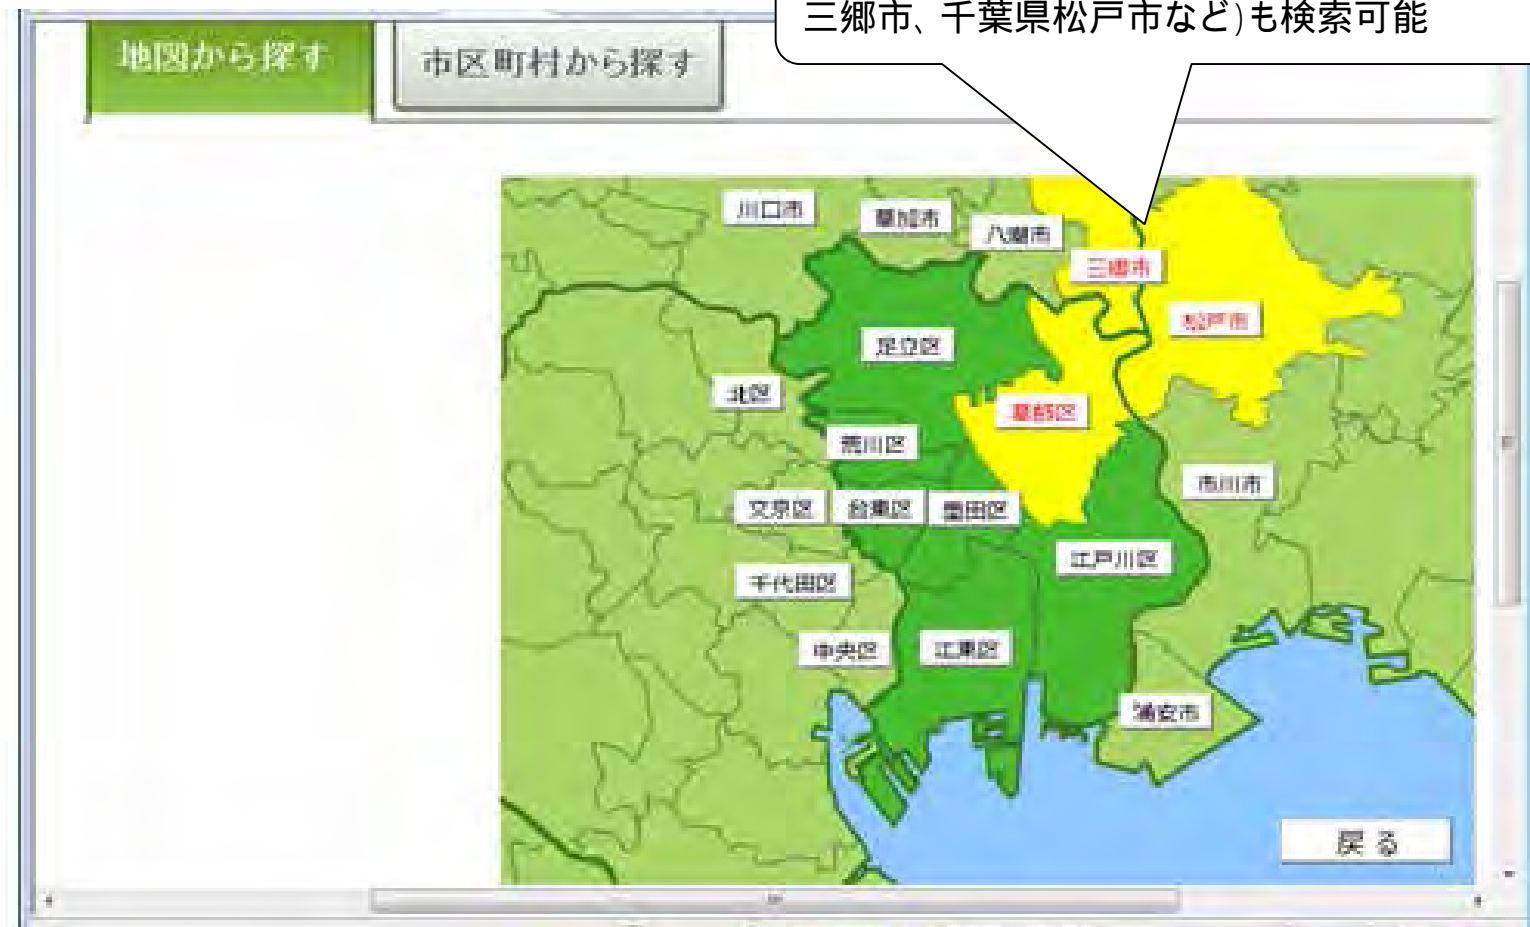 三郷市、千葉県松戸市など)も検索可能
地図から探す
市区町村から探す
川口市
草加市
八潮市
三郷市
松戸市
足立区
北区
葛飾区
荒川区
市川市
文京区
台東区
墨田区
江戸川区
千代田区
中央区
江東区
浦安市
戻る